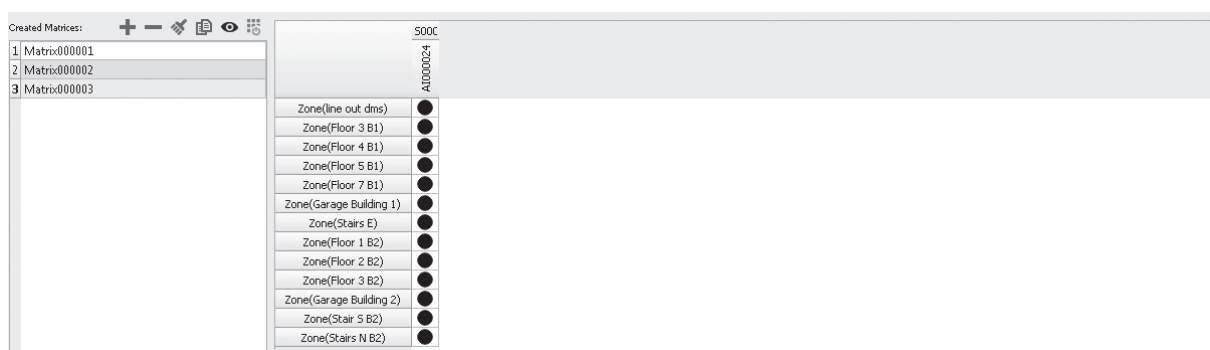 Created Matrices:
1 Matrix000001
2 Matrix000002
3 Matrix000003
S000
AI000024
Zone(line out dms)
Zone(Floor 3 B1)
Zone(Floor 4 B1)
Zone(Floor 5 B1)
Zone(Floor 7 B1)
Zone(Garage Building 1)
Zone(Stairs E)
Zone(Floor 1 B2)
Zone(Floor 2 B2)
Zone(Floor 3 B2)
Zone(Garage Building 2)
Zone(Stair S B2)
Zone(Stairs N B2)